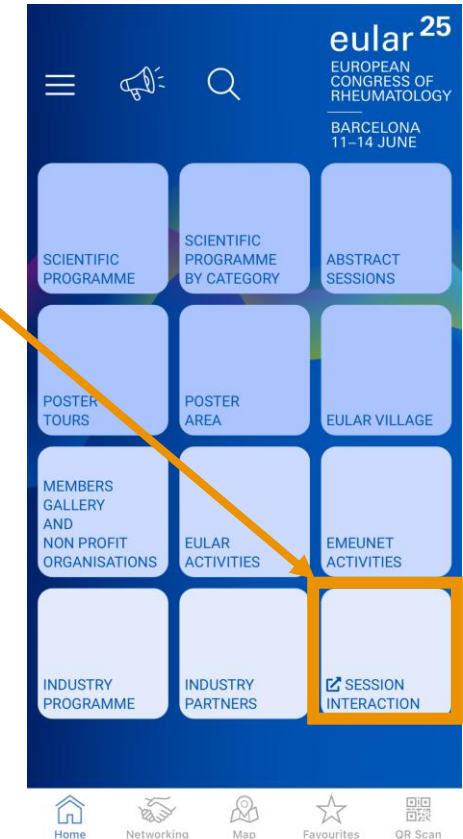 eular 25
EUROPEAN
CONGRESS OF
RHEUMATOLOGY
BARCELONA
11–14 JUNE
SCIENTIFIC
PROGRAMME
SCIENTIFIC
PROGRAMME
BY CATEGORY
ABSTRACT
SESSIONS
POSTER
TOURS
POSTER
AREA
EULAR VILLAGE
MEMBERS
GALLERY
AND
NON PROFIT
ORGANISATIONS
EULAR
ACTIVITIES
EMEUNET
ACTIVITIES
INDUSTRY
PROGRAMME
INDUSTRY
PARTNERS
SESSION
INTERACTION
Home Networking Map Favourites QR Scan